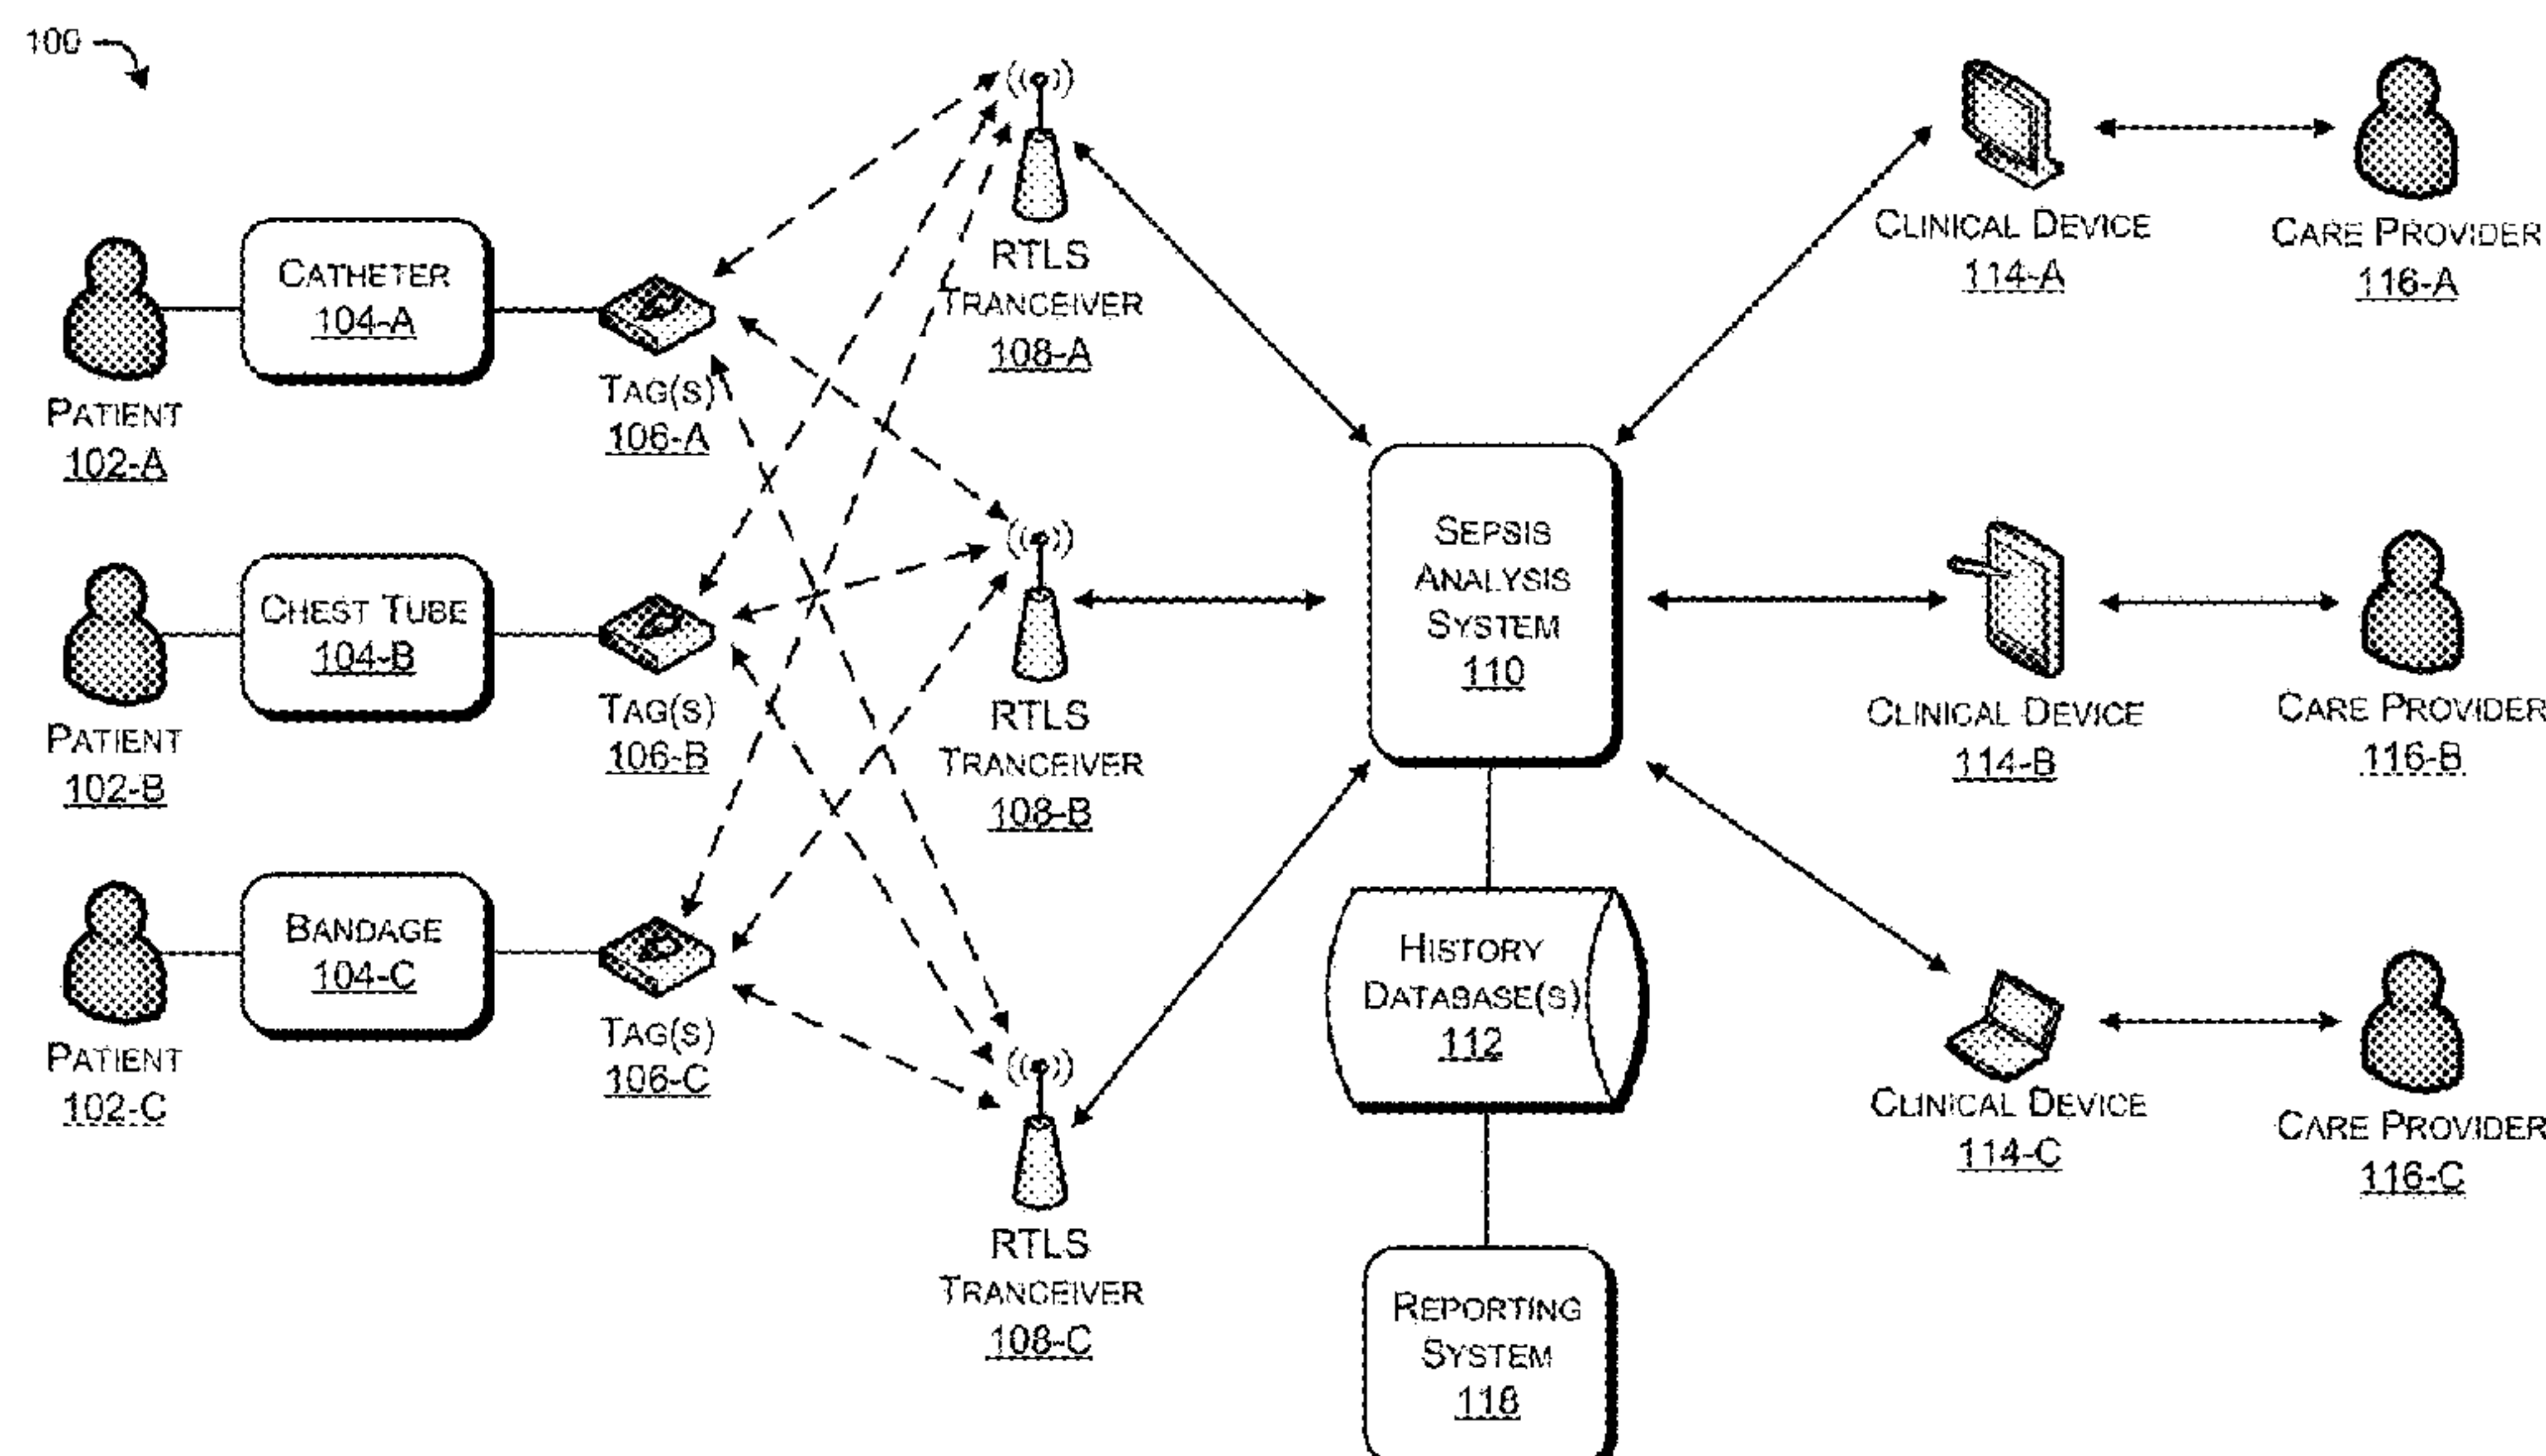 100
RTLS
TRANCEIVER
108-A
CLINICAL DEVICE
114-A
CARE PROVIDER
116-A
CATHETER
104-A
TAG(S)
106-A
PATIENT
102-A
SEPSIS
ANALYSIS
SYSTEM
110
CHEST TUBE
104-B
TAG(S)
106-B
PATIENT
102-B
RTLS
TRANCEIVER
108-B
CLINICAL DEVICE
114-B
CARE PROVIDER
116-B
BANDAGE
104-C
TAG(S)
106-C
PATIENT
102-C
HISTORY
DATABASE(S)
112
CLINICAL DEVICE
114-C
CARE PROVIDER
116-C
RTLS
TRANCEIVER
108-C
REPORTING
SYSTEM
118